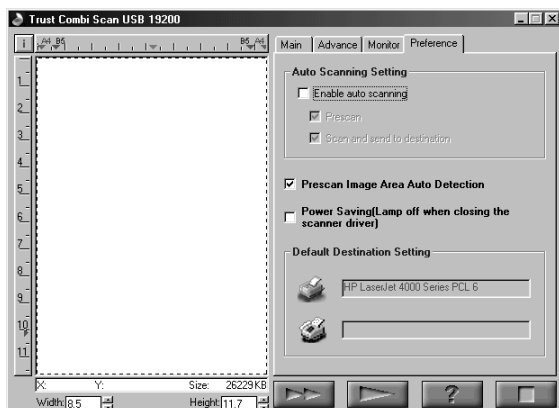 Trust Combi Scan USB 19200
i
A4 B5 B5 A4
1
2
3
4
5
6
7
8
9
10
11
X: Y: Size: 26229KB
Width: 8.5 Height: 11.7
Main Advance Monitor Preference
Auto Scanning Setting
Enable auto scanning
Prescan
Scan and send to destination
Prescan Image Area Auto Detection
Power Saving(Lamp off when closing the
scanner driver)
Default Destination Setting
HP LaserJet 4000 Series PCL 6
?